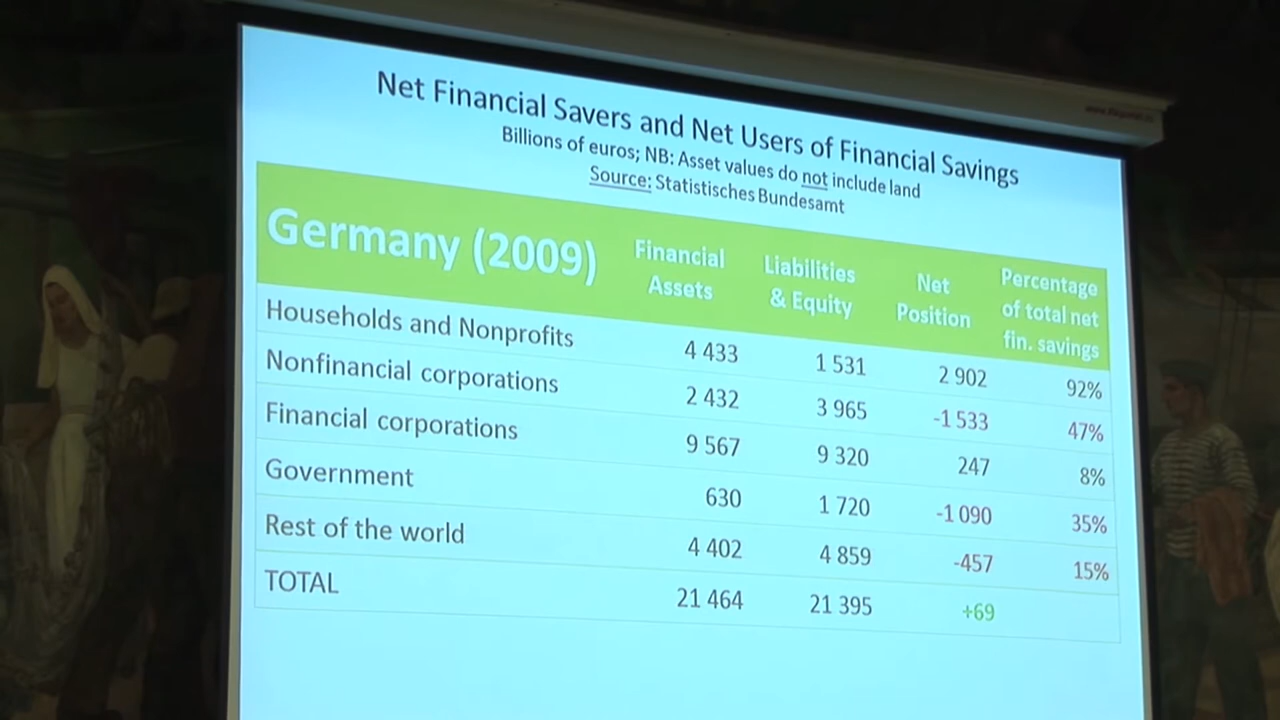 Net Financial Savers and Net Users of Financial Savings
Billions of euros; NB: Asset values do not include land
Source: Statistisches Bundesamt
Germany (2009) Financial Assets Liabilities & Equity Net Position Percentage of total net fin. savings
Households and Nonprofits 4 433 1 531 2 902 92%
Nonfinancial corporations 2 432 3 965 -1 533 47%
Financial corporations 9 567 9 320 247 8%
Government 630 1 720 -1 090 35%
Rest of the world 4 402 4 859 -457 15%
TOTAL 21 464 21 395 +69